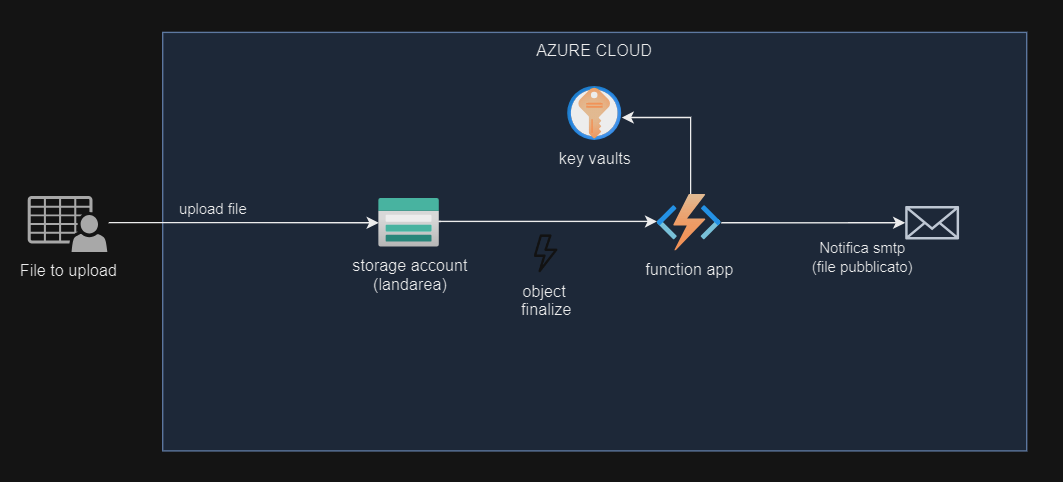 AZURE CLOUD
key vaults
upload file
File to upload
storage account
(landarea)
object
finalize
function app
Notifica smtp
(file pubblicato)